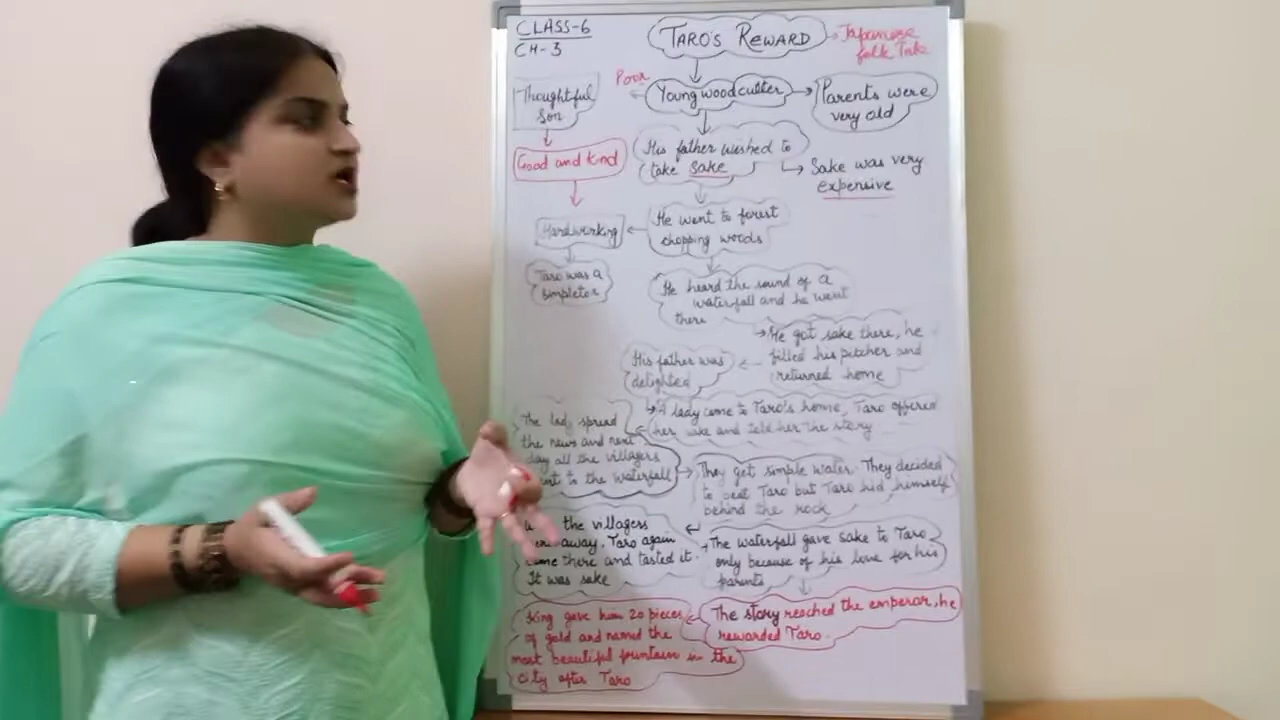 CLASS-6
CH-3
TARO'S REWARD
Japanese
folk Tale
Thoughtful
Son
Poor
Young woodcutter
Parents were
very old
Good and kind
His father wished to
take Sake
Sake was very
expensive
Hardworking
He went to forest
chopping woods
Taro was a
simpleton
He heard the sound of a
waterfall and he went
there
He got sake there, he
filled his pitcher and
returned home
His father was
delighted
A lady came to Taro's home, Taro offered
her sake and told her the story
The lady spread
the news and next
day all the villagers
went to the waterfall
They get simple water. They decided
to beat Taro but Taro hid himself
behind the rock
the villagers
away. Taro again
came there and tasted it.
It was sake
The waterfall gave sake to Taro
only because of his love for his
parents
The story reached the emperor, he
rewarded Taro.
King gave him 20 pieces
of gold and named the
most beautiful fountain in the
city after Taro